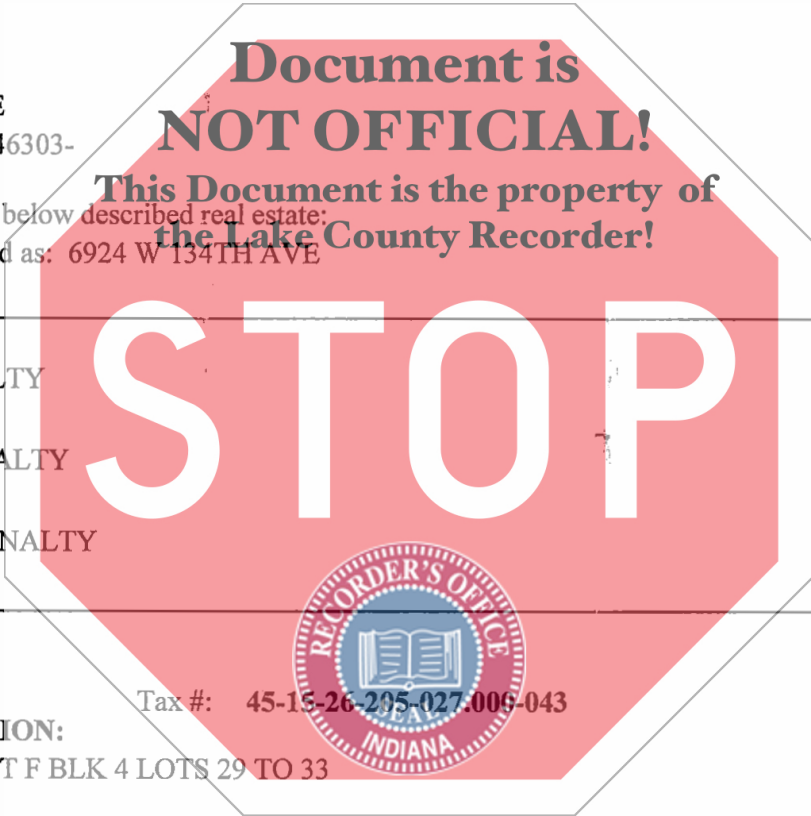 Document is
E
NOT OFFICIAL!
46303-
This Document is the property of
below described real estate:
the Lake County Recorder!
d as: 6924 W 134TH AVE
STOP
LTY
ALTY
NALTY
RECORDER'S OFFICE
SEAL
INDIANA
Tax #: 45-15-26-205-027.000-043
ION:
T F BLK 4 LOTS 29 TO 33